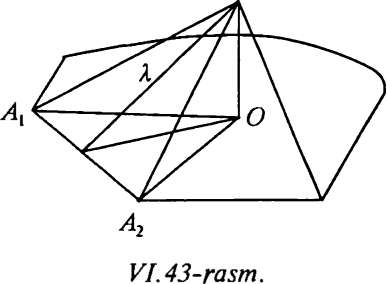 λ
A₁
O
A₂
VI.43-rasm.